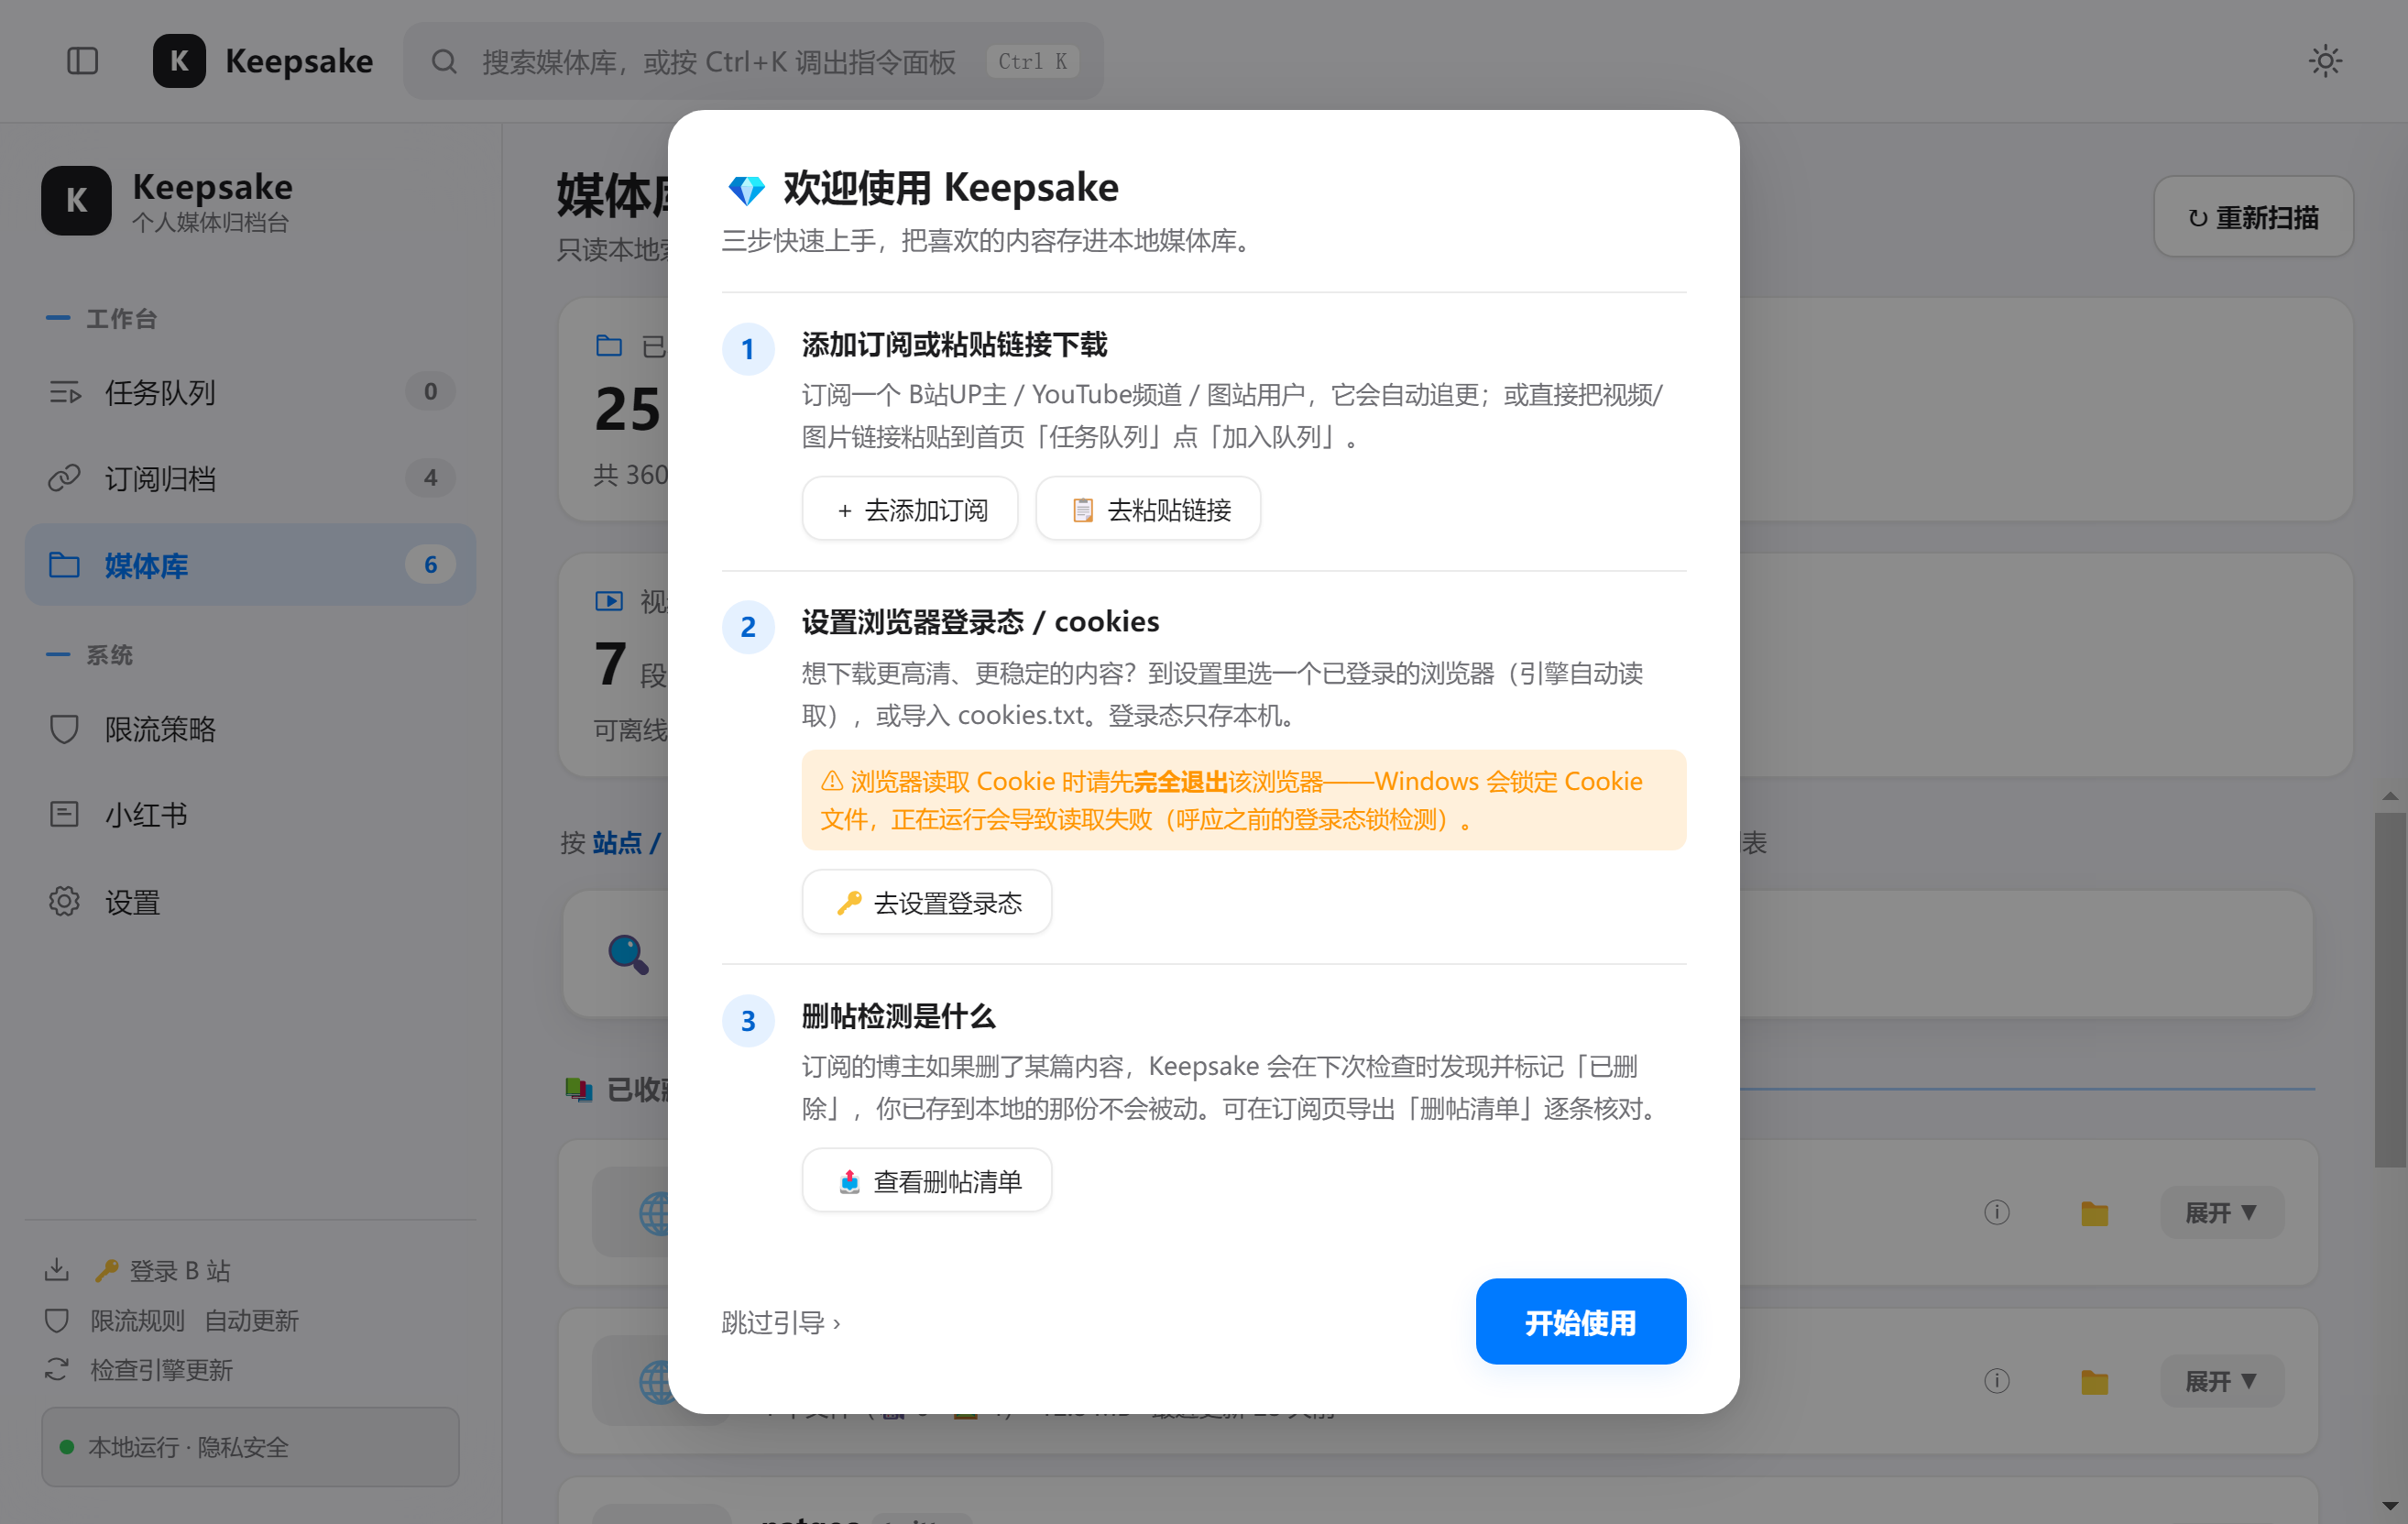 K
Keepsake
搜索媒体库，或按 Ctrl+K 调出指令面板
Ctrl K
K
Keepsake
个人媒体归档台
工作台
任务队列
0
订阅归档
4
媒体库
6
系统
限流策略
小红书
设置
登录 B 站
限流规则 自动更新
检查引擎更新
本地运行 · 隐私安全
媒体
只读本地
↻ 重新扫描
已
25
共 360
视
7 段
可离线
按 站点 /
表
已收
展开 ▼
展开 ▼
欢迎使用 Keepsake
三步快速上手，把喜欢的内容存进本地媒体库。
1
添加订阅或粘贴链接下载
订阅一个 B站UP主 / YouTube频道 / 图站用户，它会自动追更；或直接把视频/
图片链接粘贴到首页「任务队列」点「加入队列」。
+ 去添加订阅
去粘贴链接
2
设置浏览器登录态 / cookies
想下载更高清、更稳定的内容？到设置里选一个已登录的浏览器（引擎自动读
取），或导入 cookies.txt。登录态只存本机。
⚠ 浏览器读取 Cookie 时请先完全退出该浏览器——Windows 会锁定 Cookie
文件，正在运行会导致读取失败（呼应之前的登录态锁检测）。
去设置登录态
3
删帖检测是什么
订阅的博主如果删了某篇内容，Keepsake 会在下次检查时发现并标记「已删
除」，你已存到本地的那份不会被动。可在订阅页导出「删帖清单」逐条核对。
查看删帖清单
跳过引导 ›
开始使用